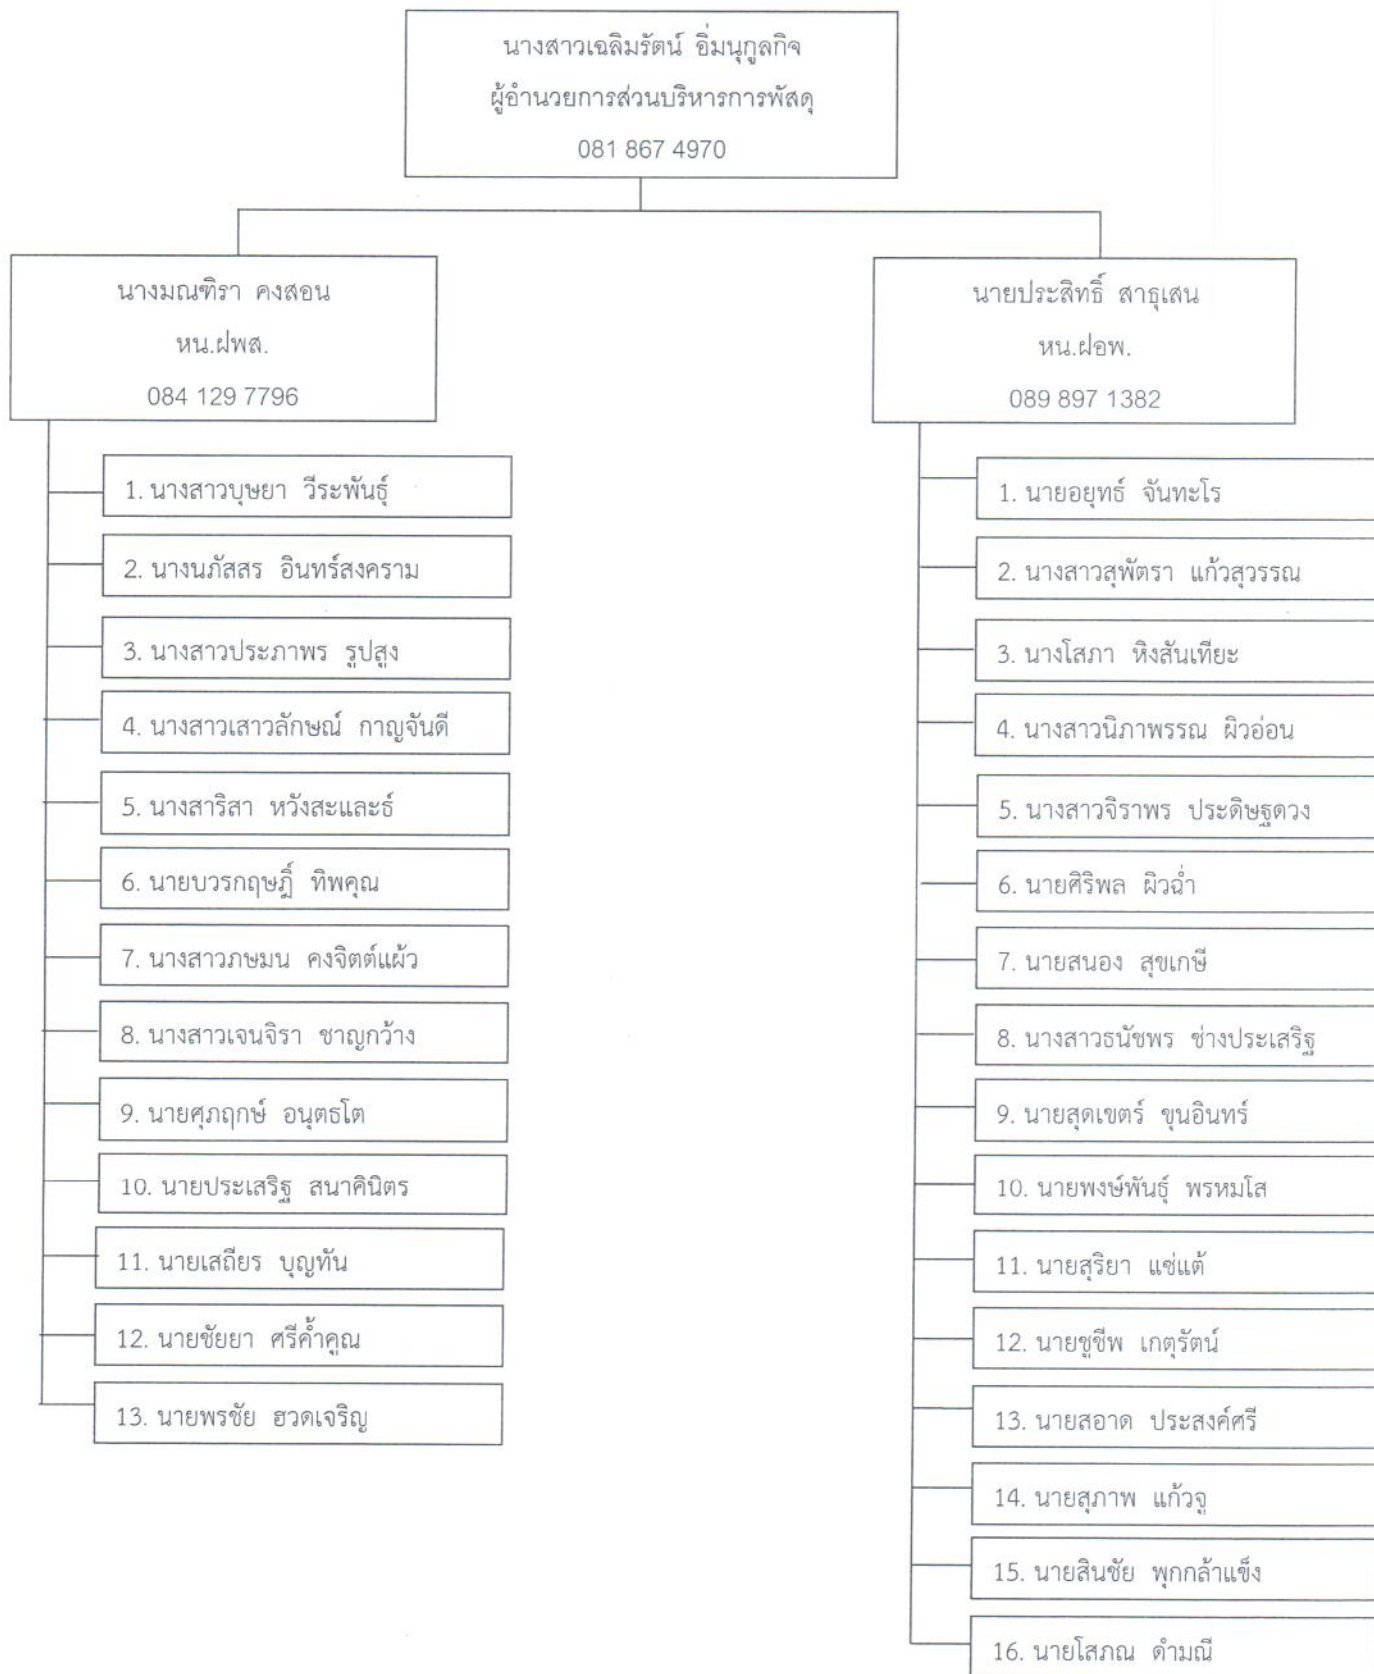 นางสาวเฉลิมรัตน์ อิ่มนุกูลกิจ
ผู้อำนวยการส่วนบริหารการพัสดุ
081 867 4970
นางมณฑิรา คงสอน
หน.ฝพส.
084 129 7796
1. นางสาวบุษยา วีระพันธุ์
2. นางนภัสสร อินทร์สงคราม
3. นางสาวประภาพร รูปสูง
4. นางสาวเสาวลักษณ์ กาญจันดี
5. นางสาริสา หวังสะและธ์
6. นายบวรกฤษฎิ์ ทิพคุณ
7. นางสาวภษมน คงจิตต์แผ้ว
8. นางสาวเจนจิรา ชาญกว้าง
9. นายศุภฤกษ์ อนุตธโต
10. นายประเสริฐ สนาคินิตร
11. นายเสถียร บุญทัน
12. นายชัยยา ศรีค้ำคูณ
13. นายพรชัย ฮวดเจริญ
นายประสิทธิ์ สาธุเสน
หน.ฝอพ.
089 897 1382
1. นายอยุทธ์ จันทะโร
2. นางสาวสุพัตรา แก้วสุวรรณ
3. นางโสภา หิงสันเทียะ
4. นางสาวนิภาพรรณ ผิวอ่อน
5. นางสาวจิราพร ประดิษฐดวง
6. นายศิริพล ผิวฉ่ำ
7. นายสนอง สุขเกษี
8. นางสาวธนัชพร ช่างประเสริฐ
9. นายสุดเขตร์ ขุนอินทร์
10. นายพงษ์พันธุ์ พรหมโส
11. นายสุริยา แซ่แต้
12. นายชูชีพ เกตุรัตน์
13. นายสอาด ประสงค์ศรี
14. นายสุภาพ แก้วจู
15. นายสินชัย พุกกล้าแข็ง
16. นายโสภณ ดำมณี